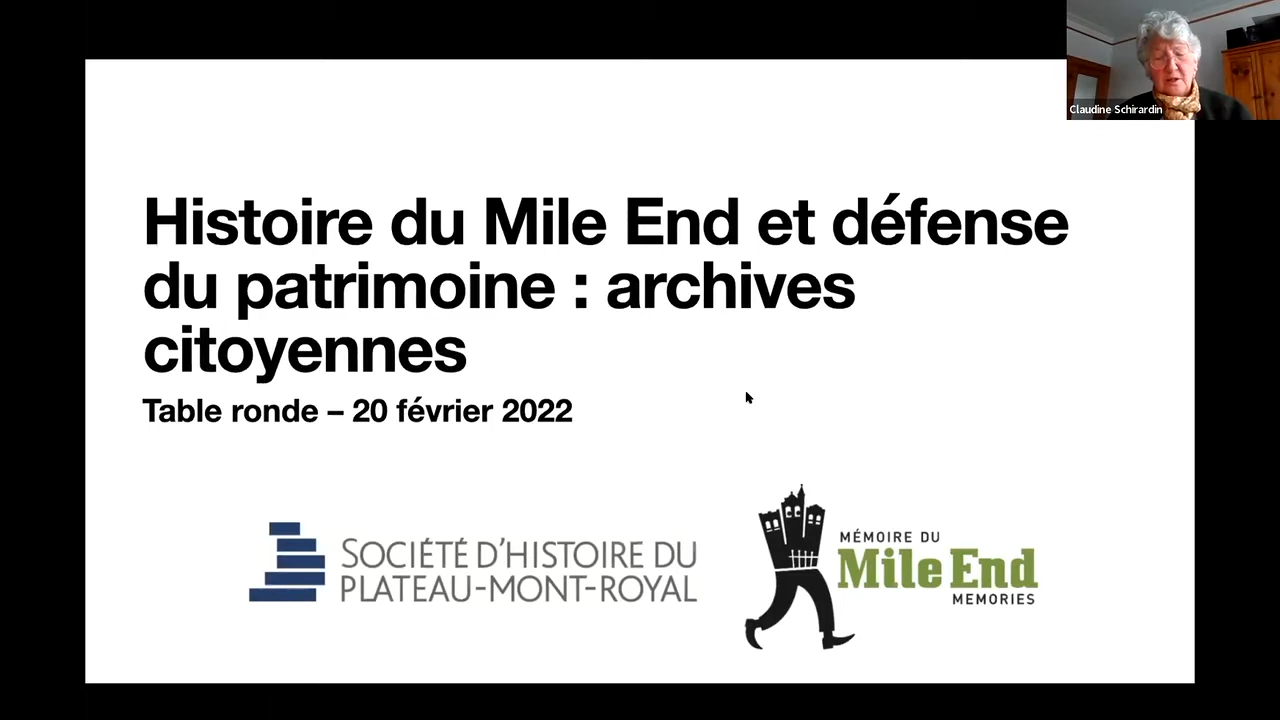 Claudine Schirardin
Histoire du Mile End et défense
du patrimoine : archives
citoyennes
Table ronde – 20 février 2022
SOCIÉTÉ D'HISTOIRE DU
PLATEAU-MONT-ROYAL
MÉMOIRE DU
Mile End
MEMORIES